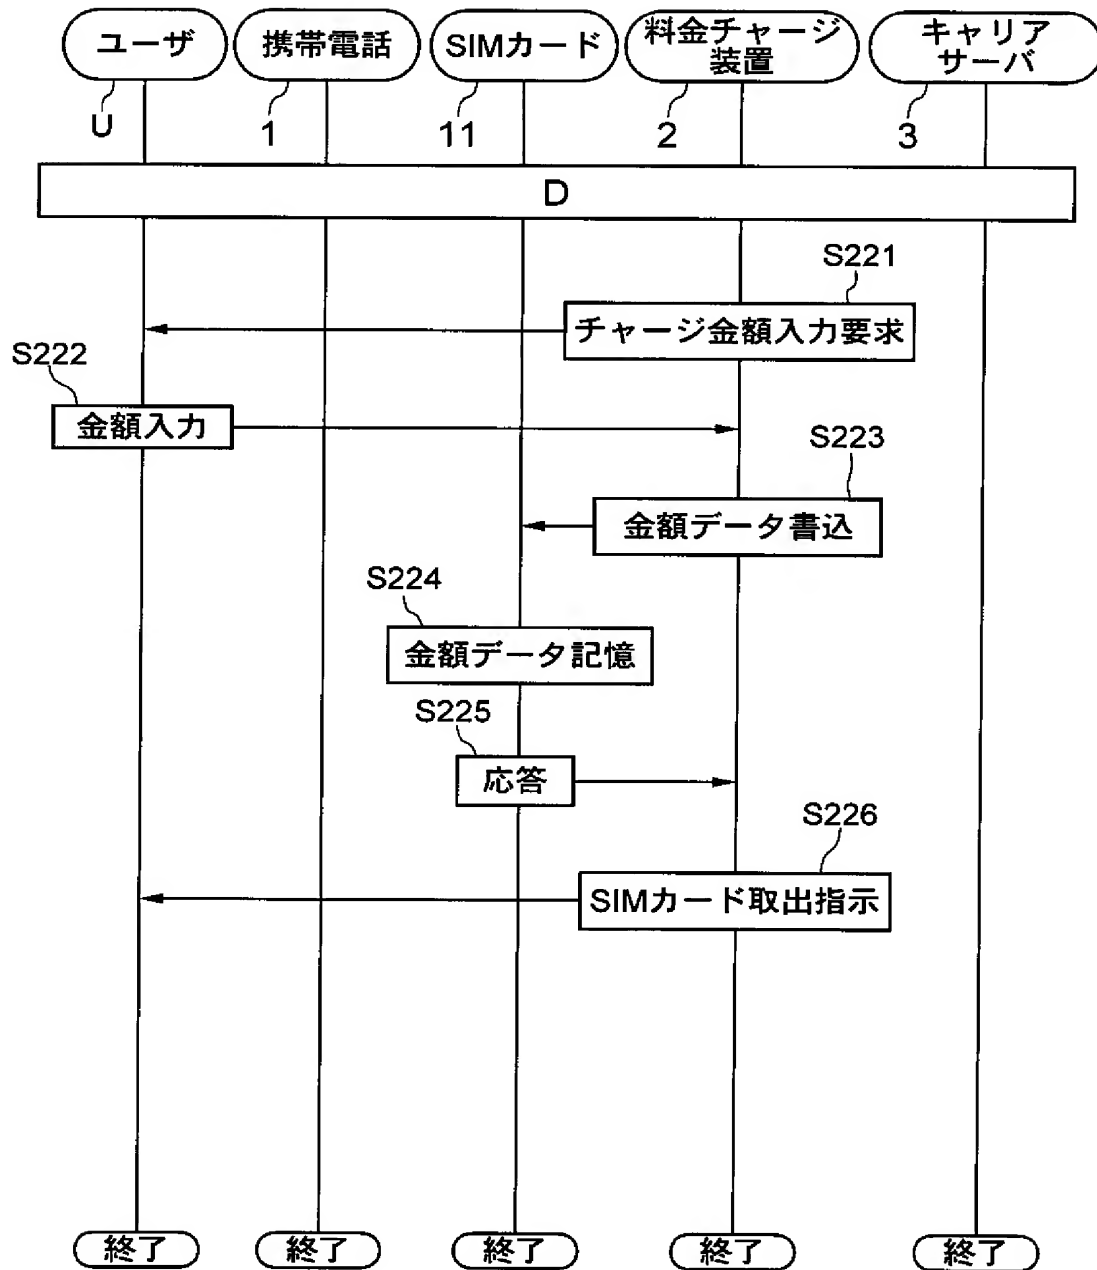 ユーザ
携帯電話
SIMカード
料金チャージ
装置
キャリア
サーバ
U
1
11
2
3
D
S221
チャージ金額入力要求
S222
金額入力
S223
金額データ書込
S224
金額データ記憶
S225
応答
S226
SIMカード取出指示
終了
終了
終了
終了
終了